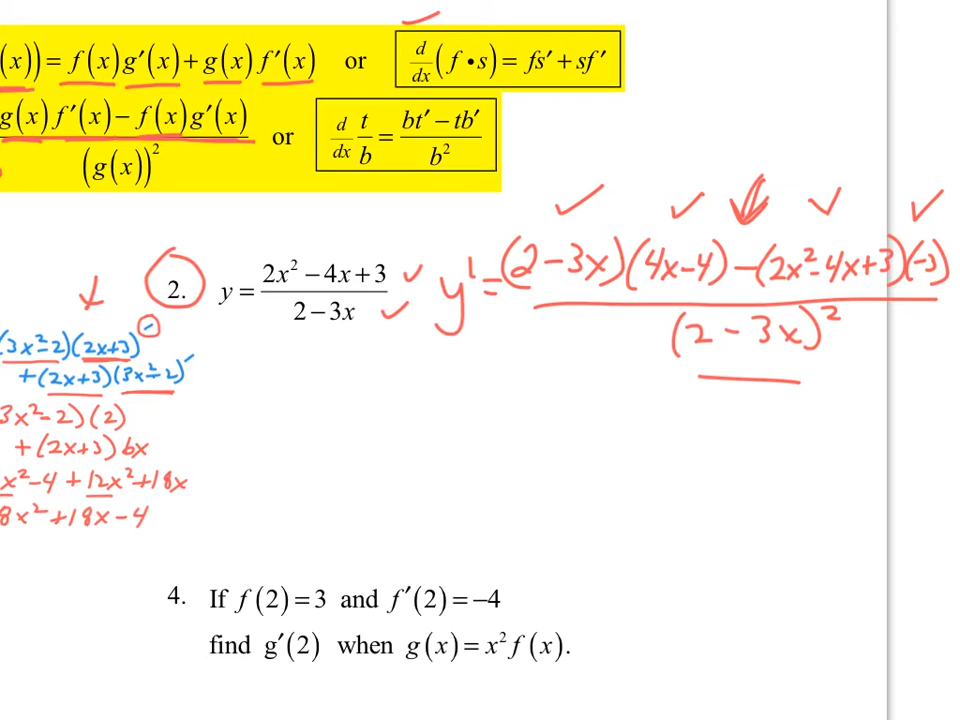 (x)) = f(x)g′(x) + g(x)f′(x) or d/dx (f • s) = fs′ + sf′
g(x)f′(x) − f(x)g′(x) / (g(x))² or d/dx t/b = bt′ − tb′ / b²
2. y = 2x² − 4x + 3 / 2 − 3x y' = (2 − 3x)(4x − 4) − (2x² − 4x + 3)(−3) / (2 − 3x)²
(3x² − 2)(2x+3)⁻
+(2x+3)(3x² − 2)⁻
3x² − 2)(2)
+ (2x+3) 6x
x² − 4 + 12x² + 18x
8x² + 18x − 4
4. If f(2) = 3 and f′(2) = −4
find g′(2) when g(x) = x² f(x).